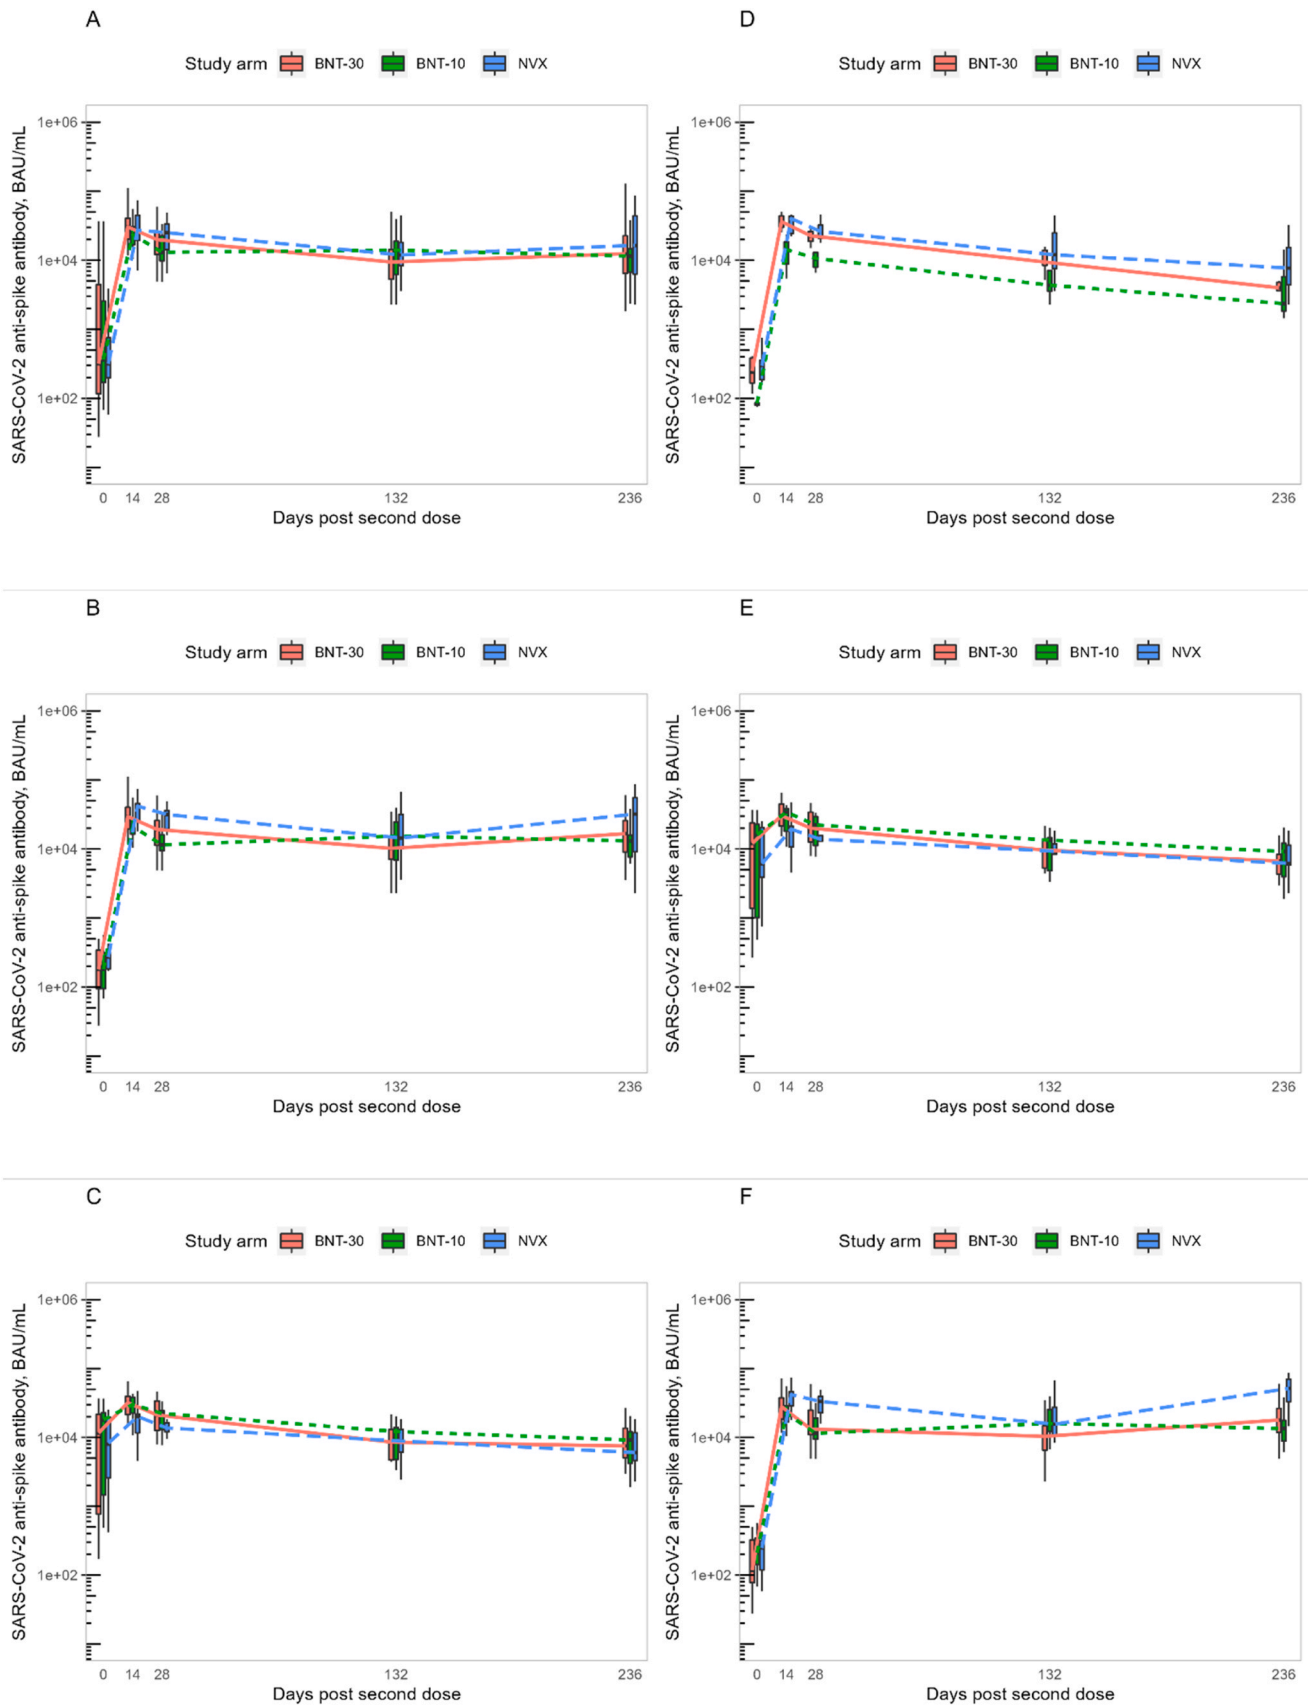 A
Study arm BNT-30 BNT-10 NVX
SARS-CoV-2 anti-spike antibody, BAU/mL
1e+06
1e+04
1e+02
0 14 28 132 236
Days post second dose
D
Study arm BNT-30 BNT-10 NVX
SARS-CoV-2 anti-spike antibody, BAU/mL
1e+06
1e+04
1e+02
0 14 28 132 236
Days post second dose
B
Study arm BNT-30 BNT-10 NVX
SARS-CoV-2 anti-spike antibody, BAU/mL
1e+06
1e+04
1e+02
0 14 28 132 236
Days post second dose
E
Study arm BNT-30 BNT-10 NVX
SARS-CoV-2 anti-spike antibody, BAU/mL
1e+06
1e+04
1e+02
0 14 28 132 236
Days post second dose
C
Study arm BNT-30 BNT-10 NVX
SARS-CoV-2 anti-spike antibody, BAU/mL
1e+06
1e+04
1e+02
0 14 28 132 236
Days post second dose
F
Study arm BNT-30 BNT-10 NVX
SARS-CoV-2 anti-spike antibody, BAU/mL
1e+06
1e+04
1e+02
0 14 28 132 236
Days post second dose